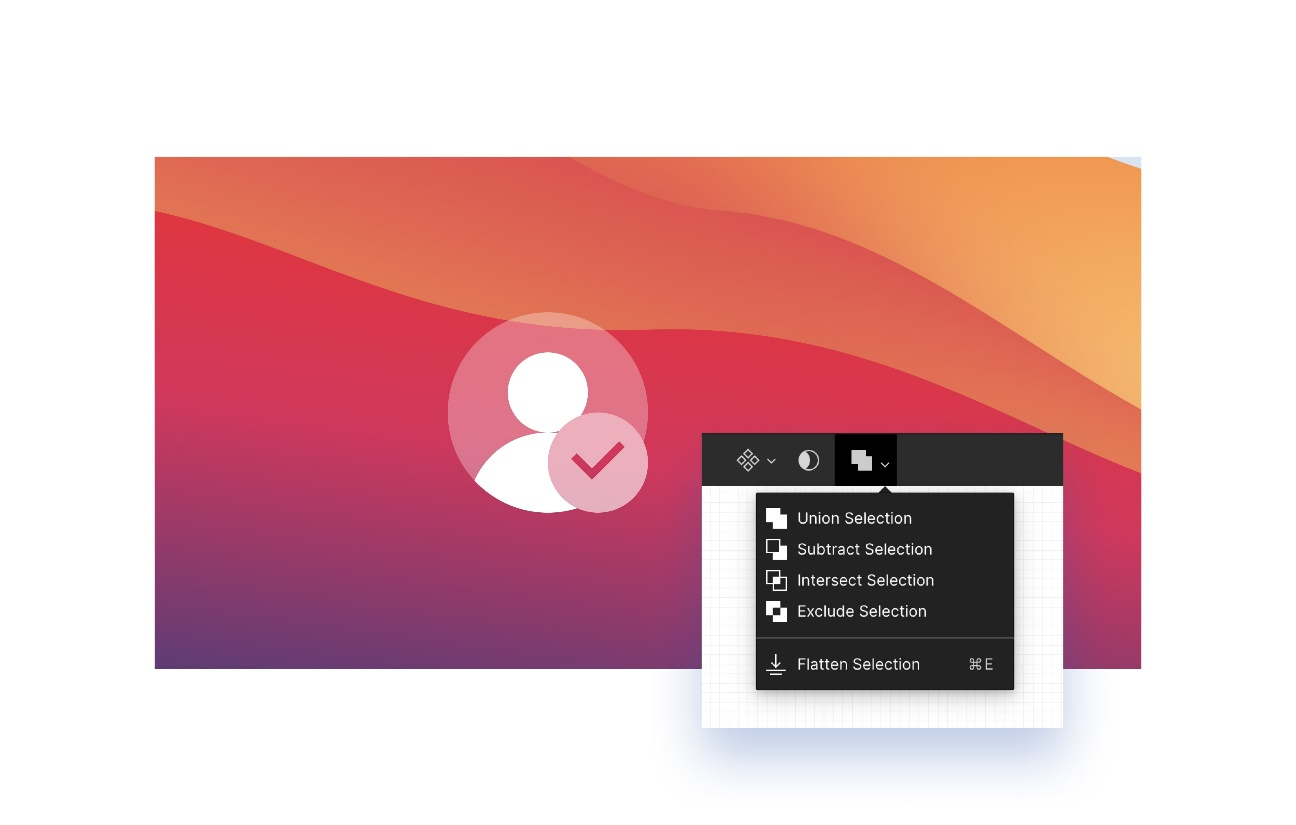 Union Selection
Subtract Selection
Intersect Selection
Exclude Selection
Flatten Selection ⌘E